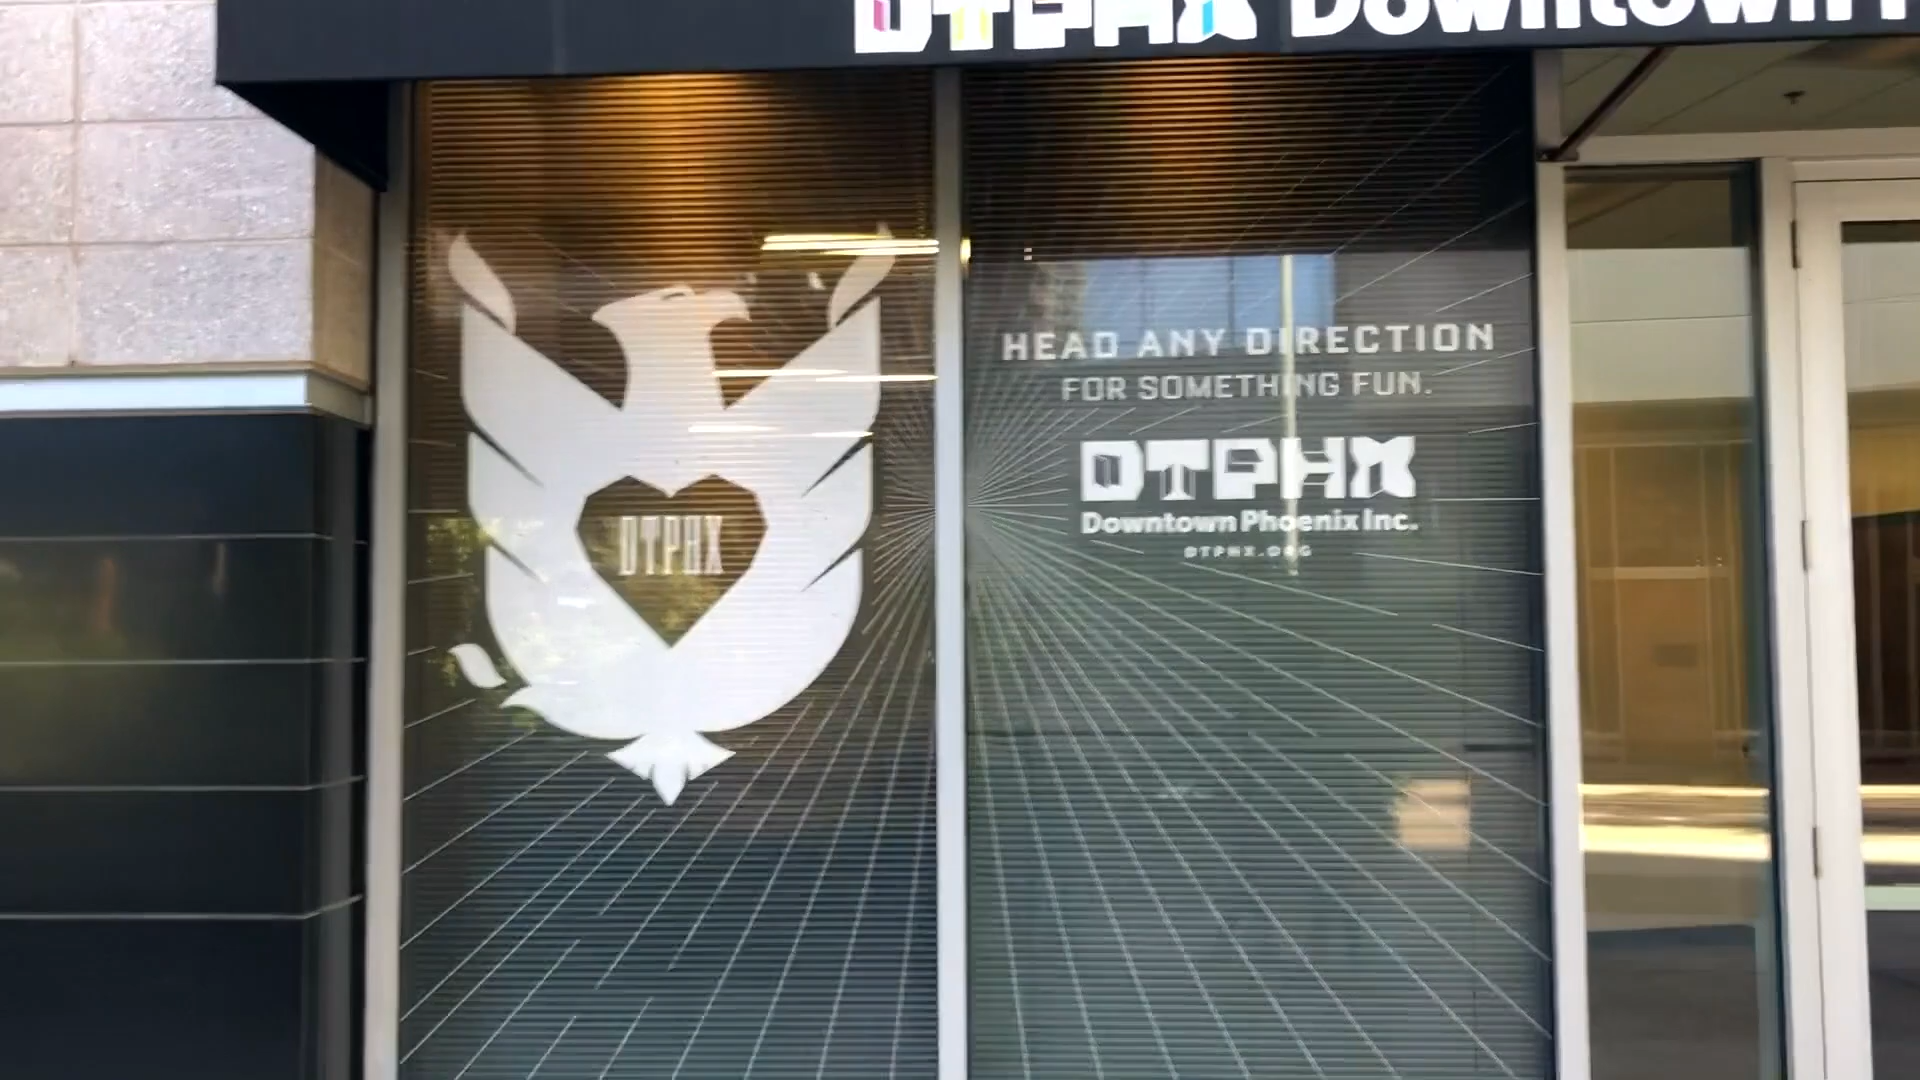 DTPHX Downtown
HEAD ANY DIRECTION
FOR SOMETHING FUN.
DTPHX
Downtown Phoenix Inc.
DTPHX.ORG
DTPHX